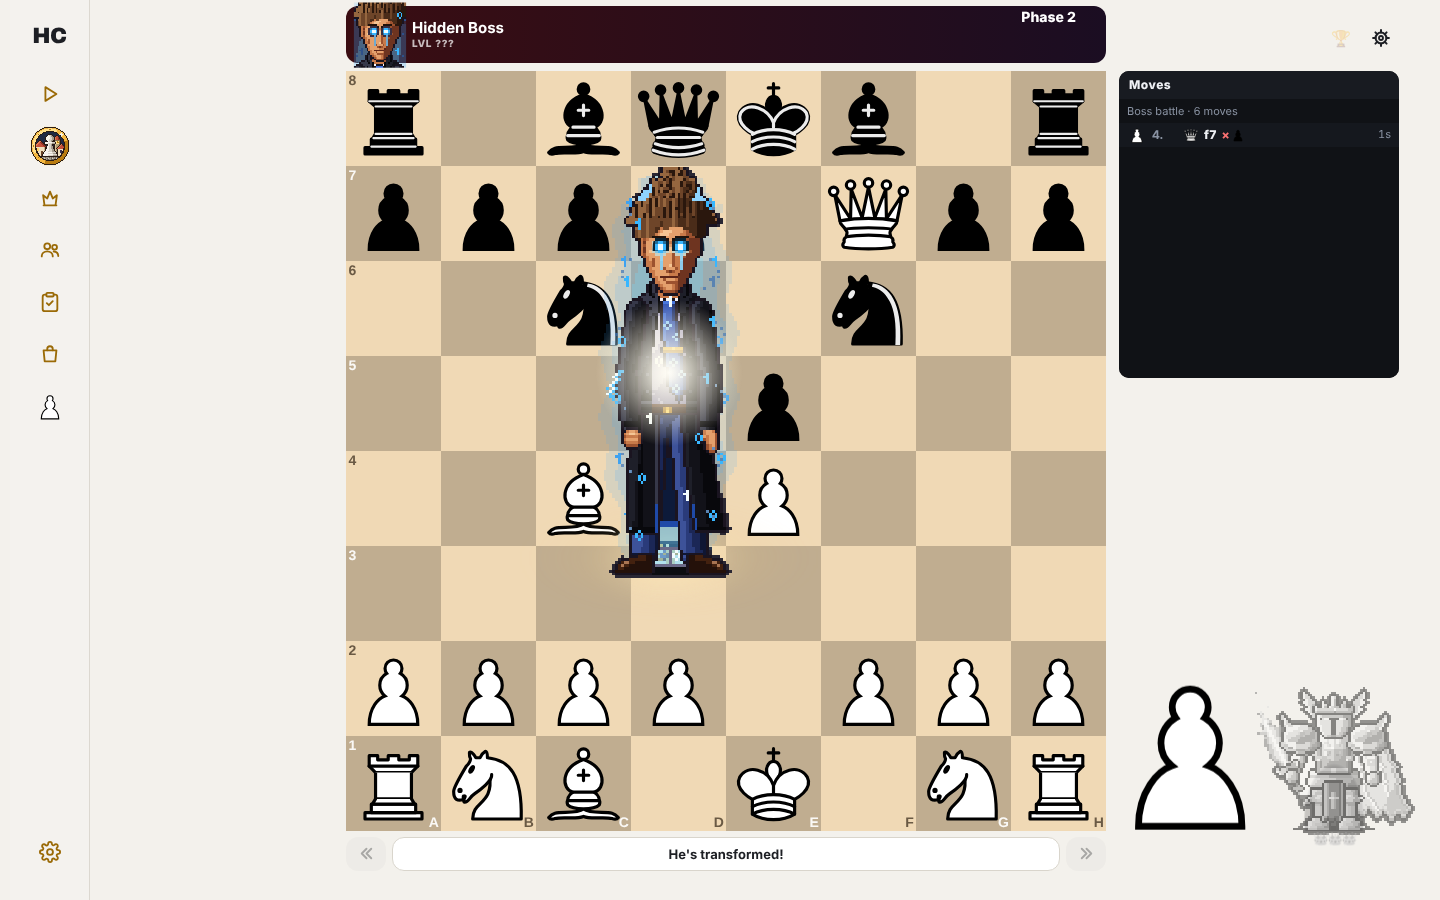 HC
Hidden Boss
LVL ???
Phase 2
Moves
Boss battle · 6 moves
4. f7 × 1s
8
7
6
5
4
3
2
1
A B C D E F G H
He's transformed!